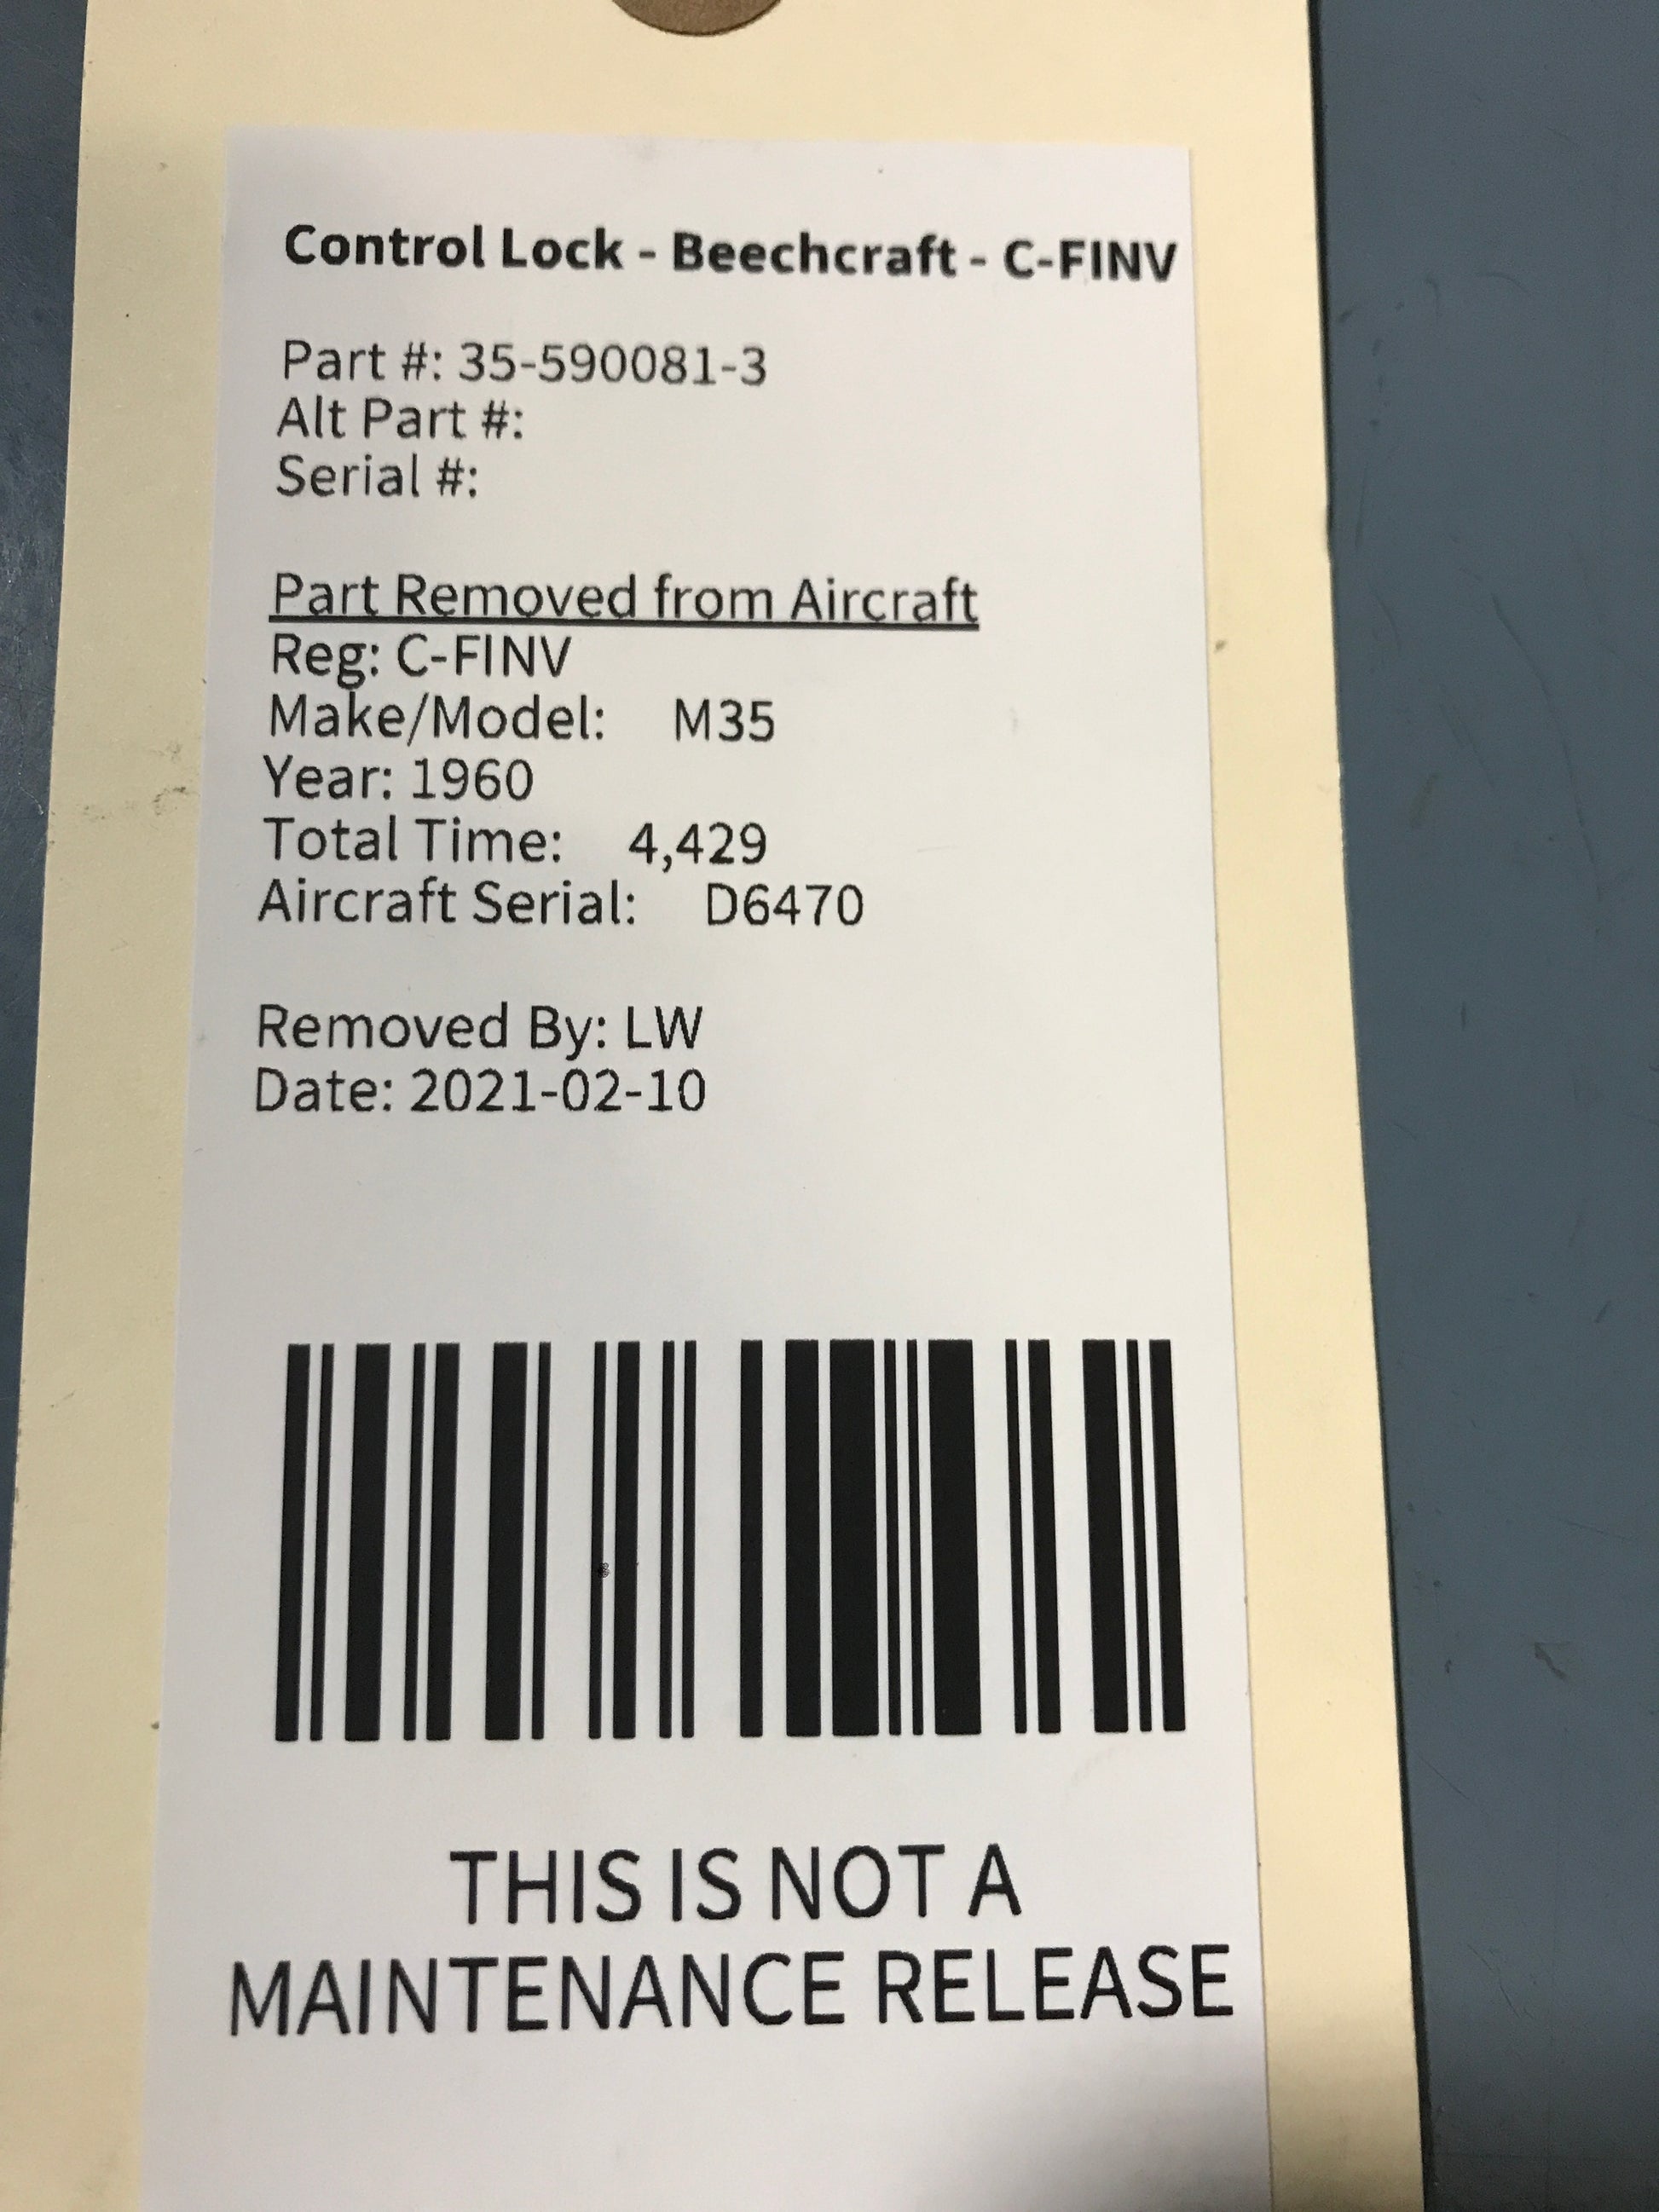 Control Lock - Beechcraft - C-FINV
Part #: 35-590081-3
Alt Part #:
Serial #:
Part Removed from Aircraft
Reg: C-FINV
Make/Model: M35
Year: 1960
Total Time: 4,429
Aircraft Serial: D6470
Removed By: LW
Date: 2021-02-10
THIS IS NOT A
MAINTENANCE RELEASE